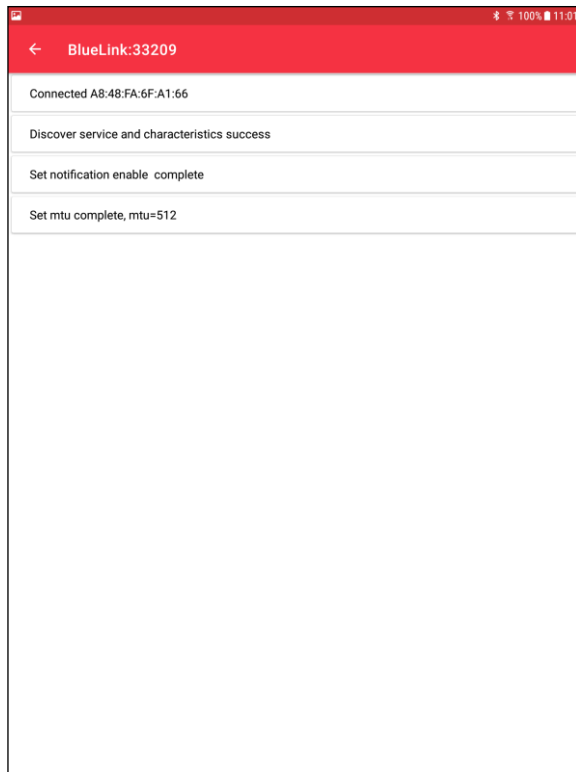 100% 11:01
BlueLink:33209
Connected A8:48:FA:6F:A1:66
Discover service and characteristics success
Set notification enable  complete
Set mtu complete, mtu=512